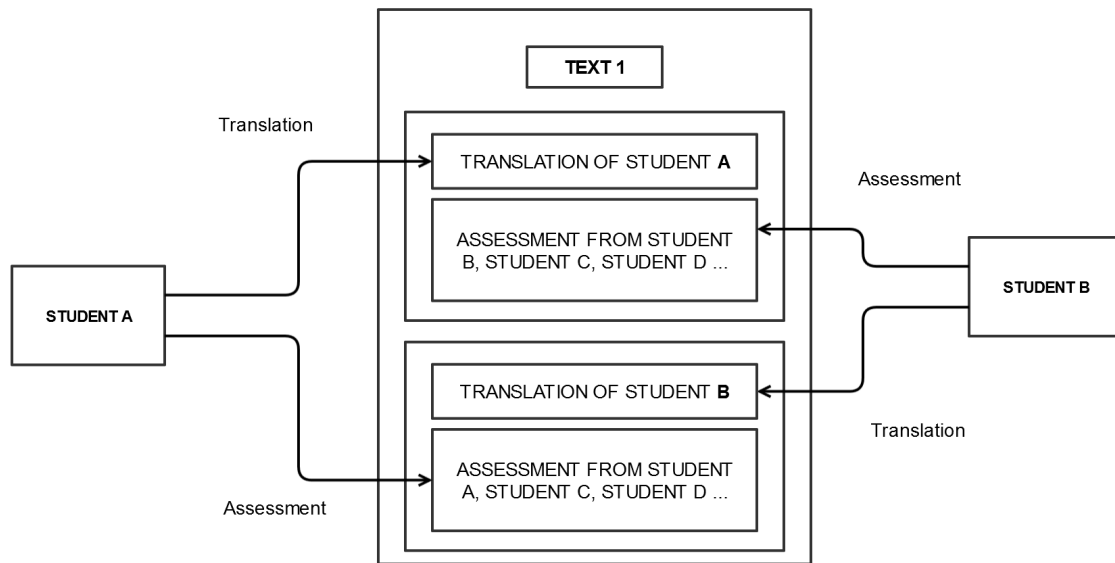 TEXT 1
Translation
TRANSLATION OF STUDENT A
Assessment
ASSESSMENT FROM STUDENT
B, STUDENT C, STUDENT D ...
STUDENT A
STUDENT B
TRANSLATION OF STUDENT B
Translation
ASSESSMENT FROM STUDENT
A, STUDENT C, STUDENT D ...
Assessment